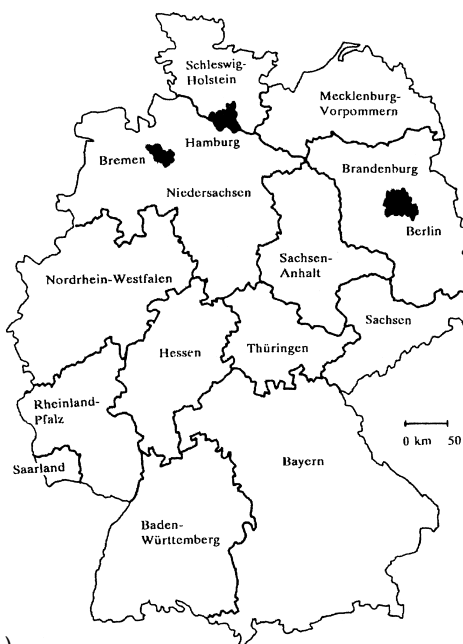 Schleswig-
Holstein
Mecklenburg-
Vorpommern
Hamburg
Bremen
Brandenburg
Niedersachsen
Berlin
Sachsen-
Anhalt
Nordrhein-Westfalen
Sachsen
Hessen
Thüringen
Rheinland-
Pfalz
0 km 50
Saarland
Bayern
Baden-
Württemberg
)